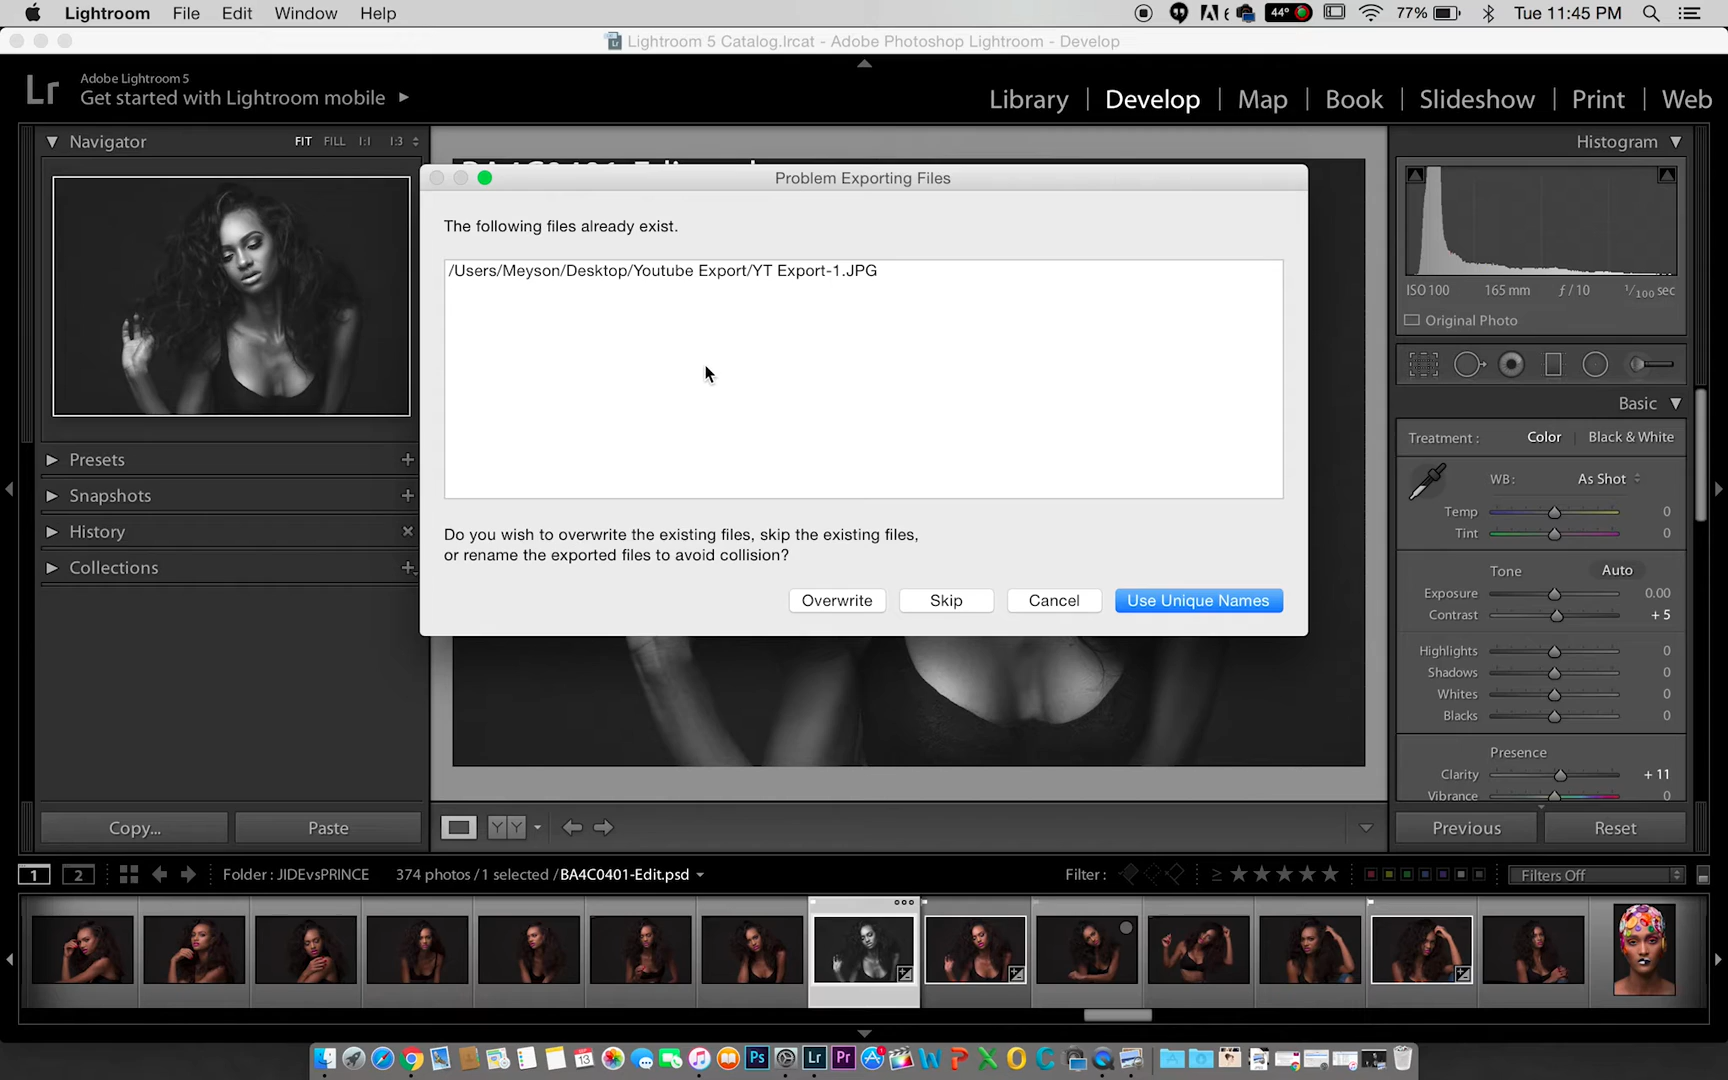 Lightroom File Edit Window Help
6 44° 77% Tue 11:45 PM
Lightroom 5 Catalog.lrcat - Adobe Photoshop Lightroom - Develop
Lr
Adobe Lightroom 5
Get started with Lightroom mobile
Library | Develop | Map | Book | Slideshow | Print | Web
Navigator FIT FILL 1:1 1:3
Histogram
Problem Exporting Files
The following files already exist.
/Users/Meyson/Desktop/Youtube Export/YT Export-1.JPG
Do you wish to overwrite the existing files, skip the existing files,
or rename the exported files to avoid collision?
Overwrite Skip Cancel Use Unique Names
Presets
Snapshots
History
Collections
Copy... Paste
ISO 100 165 mm ƒ / 10 1/100 sec
Original Photo
Basic
Treatment : Color Black & White
WB: As Shot
Temp 0
Tint 0
Tone Auto
Exposure 0.00
Contrast + 5
Highlights 0
Shadows 0
Whites 0
Blacks 0
Presence
Clarity + 11
Vibrance 0
Previous Reset
YY
1 2 Folder : JIDEvsPRINCE 374 photos / 1 selected / BA4C0401-Edit.psd Filter : ≥ Filters Off
13 Ps Lr Pr